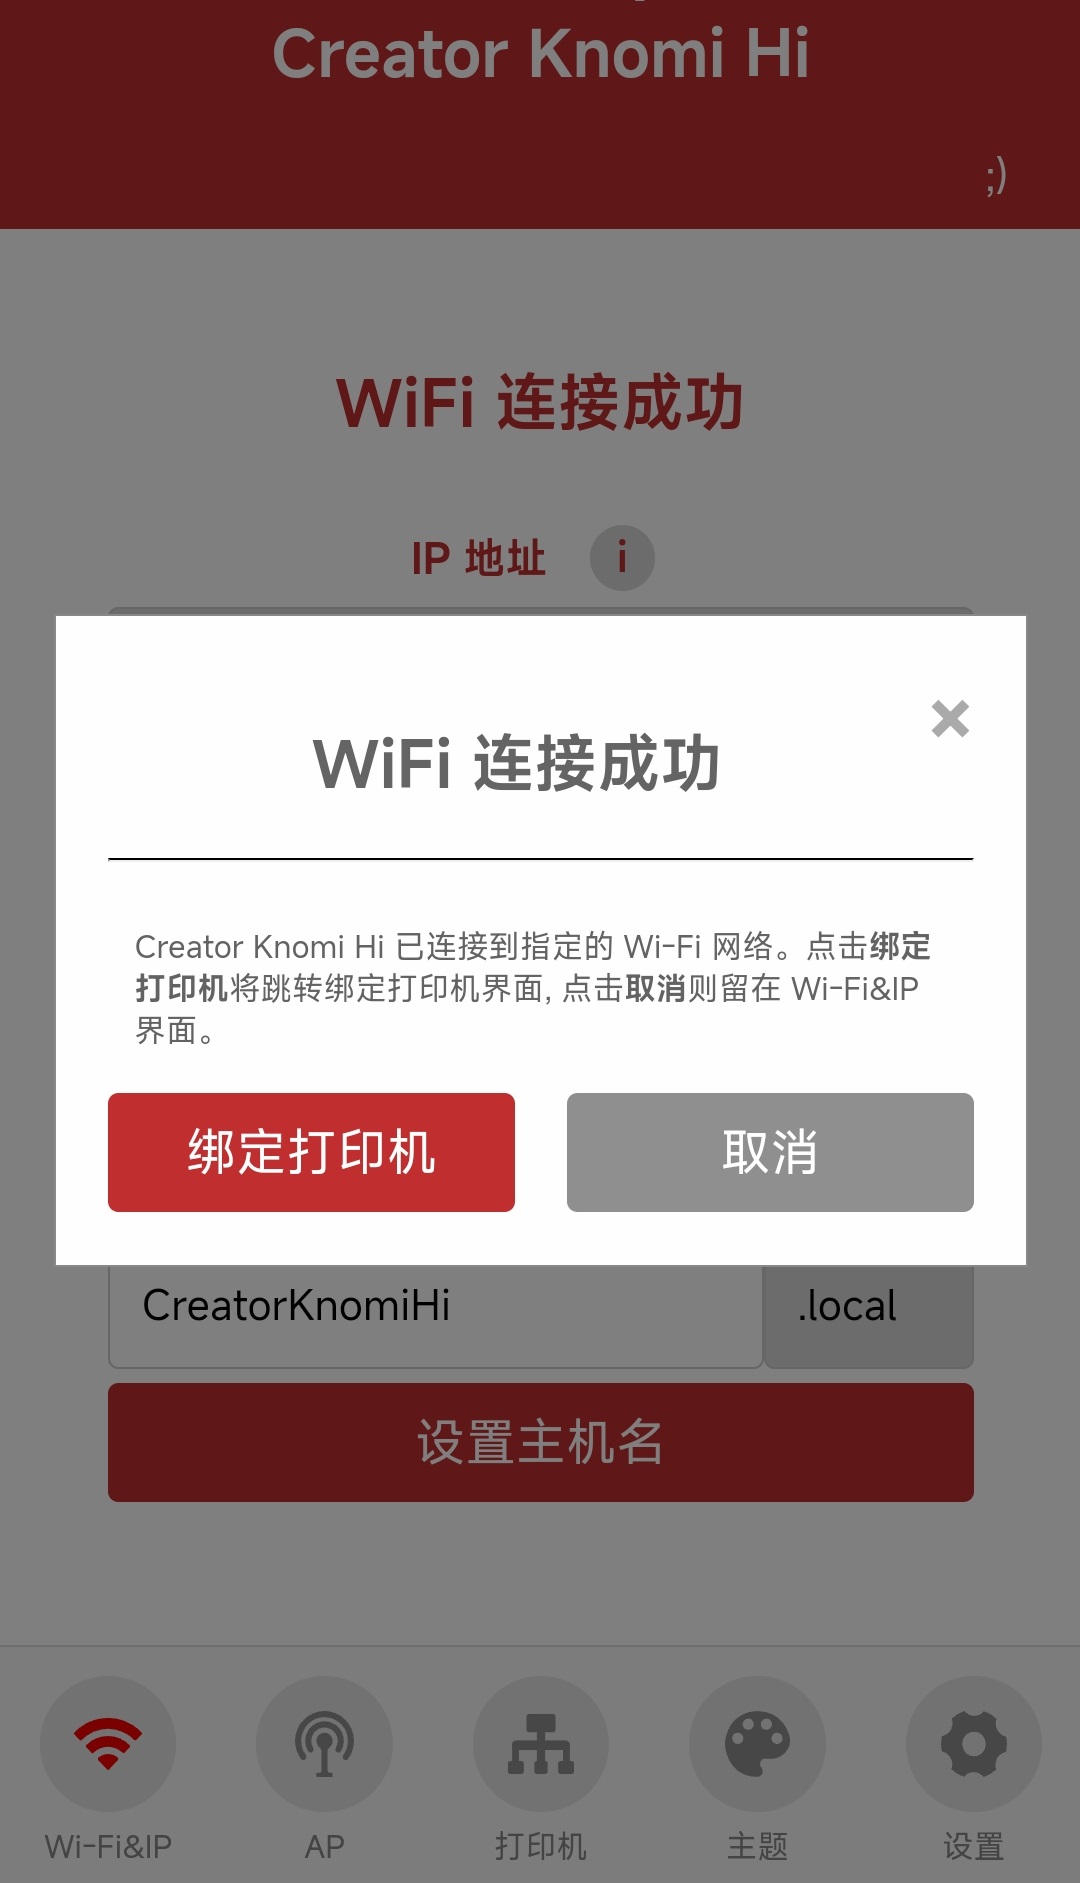 Creator Knomi Hi
;)
WiFi 连接成功
IP 地址 i
×
WiFi 连接成功
Creator Knomi Hi 已连接到指定的 Wi-Fi 网络。点击绑定
打印机将跳转绑定打印机界面, 点击取消则留在 Wi-Fi&IP
界面。
绑定打印机 取消
CreatorKnomiHi .local
设置主机名
Wi-Fi&IP AP 打印机 主题 设置